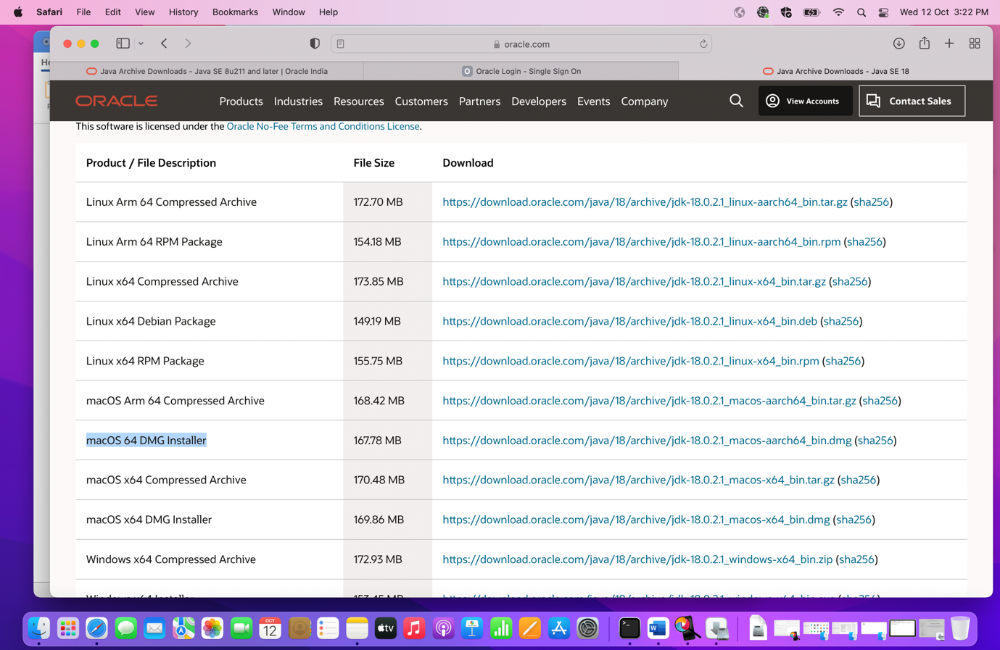 Safari File Edit View History Bookmarks Window Help Wed 12 Oct 3:22 PM
oracle.com
Java Archive Downloads - Java SE 8u211 and later | Oracle India
Oracle Login - Single Sign On
Java Archive Downloads - Java SE 18
ORACLE Products Industries Resources Customers Partners Developers Events Company View Accounts Contact Sales
This software is licensed under the Oracle No-Fee Terms and Conditions License.
Product / File Description File Size Download
Linux Arm 64 Compressed Archive 172.70 MB https://download.oracle.com/java/18/archive/jdk-18.0.2.1_linux-aarch64_bin.tar.gz (sha256)
Linux Arm 64 RPM Package 154.18 MB https://download.oracle.com/java/18/archive/jdk-18.0.2.1_linux-aarch64_bin.rpm (sha256)
Linux x64 Compressed Archive 173.85 MB https://download.oracle.com/java/18/archive/jdk-18.0.2.1_linux-x64_bin.tar.gz (sha256)
Linux x64 Debian Package 149.19 MB https://download.oracle.com/java/18/archive/jdk-18.0.2.1_linux-x64_bin.deb (sha256)
Linux x64 RPM Package 155.75 MB https://download.oracle.com/java/18/archive/jdk-18.0.2.1_linux-x64_bin.rpm (sha256)
macOS Arm 64 Compressed Archive 168.42 MB https://download.oracle.com/java/18/archive/jdk-18.0.2.1_macos-aarch64_bin.tar.gz (sha256)
macOS 64 DMG Installer 167.78 MB https://download.oracle.com/java/18/archive/jdk-18.0.2.1_macos-aarch64_bin.dmg (sha256)
macOS x64 Compressed Archive 170.48 MB https://download.oracle.com/java/18/archive/jdk-18.0.2.1_macos-x64_bin.tar.gz (sha256)
macOS x64 DMG Installer 169.86 MB https://download.oracle.com/java/18/archive/jdk-18.0.2.1_macos-x64_bin.dmg (sha256)
Windows x64 Compressed Archive 172.93 MB https://download.oracle.com/java/18/archive/jdk-18.0.2.1_windows-x64_bin.zip (sha256)
OCT
12
tv